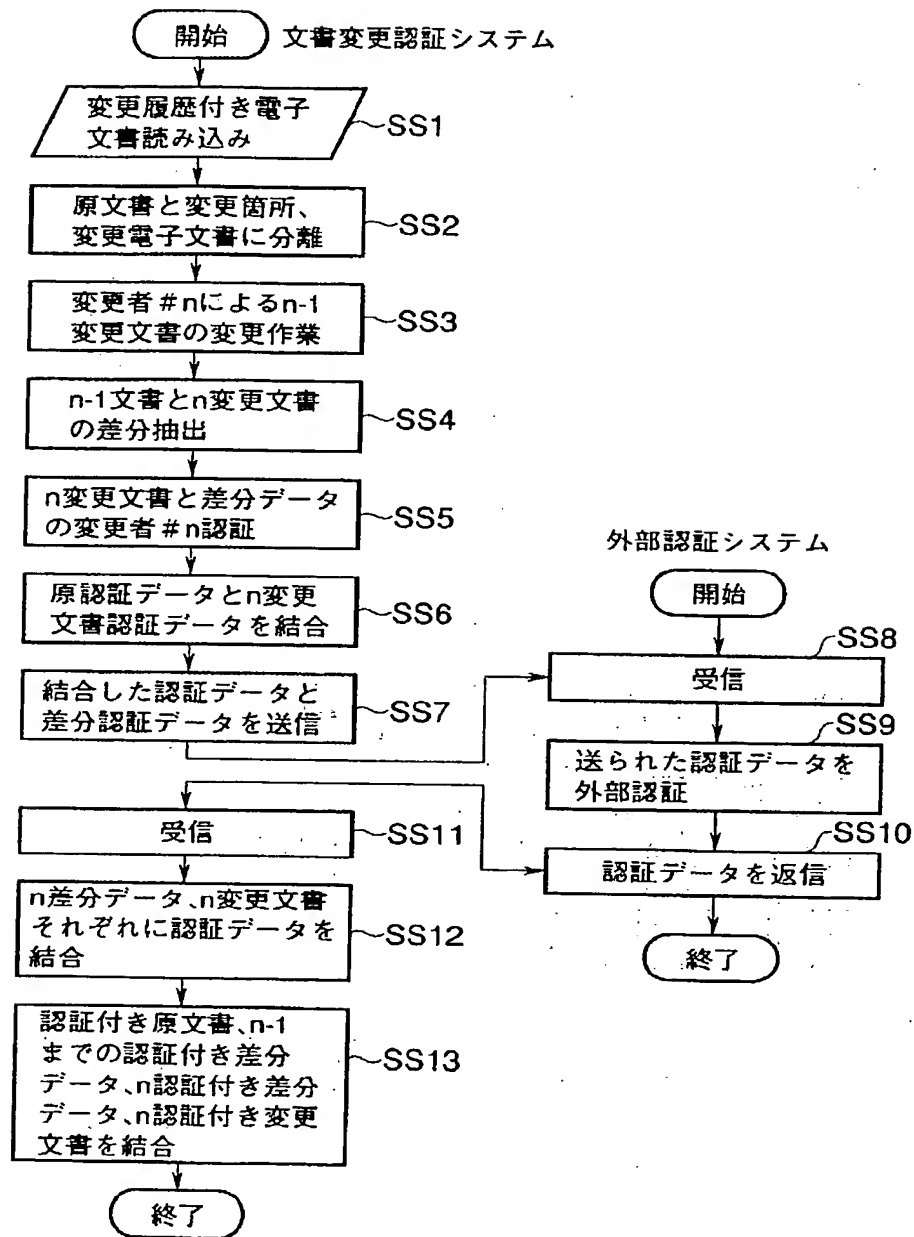 開始
文書変更認証システム
変更履歴付き電子
文書読み込み
SS1
原文書と変更箇所、
変更電子文書に分離
SS2
変更者#nによるn-1
変更文書の変更作業
SS3
n-1文書とn変更文書
の差分抽出
SS4
n変更文書と差分データ
の変更者#n認証
SS5
原認証データとn変更
文書認証データを結合
SS6
結合した認証データと
差分認証データを送信
SS7
外部認証システム
開始
SS8
受信
SS9
送られた認証データを
外部認証
SS10
認証データを返信
終了
受信
SS11
n差分データ、n変更文書
それぞれに認証データを
結合
SS12
認証付き原文書、n-1
までの認証付き差分
データ、n認証付き差分
データ、n認証付き変更
文書を結合
SS13
終了